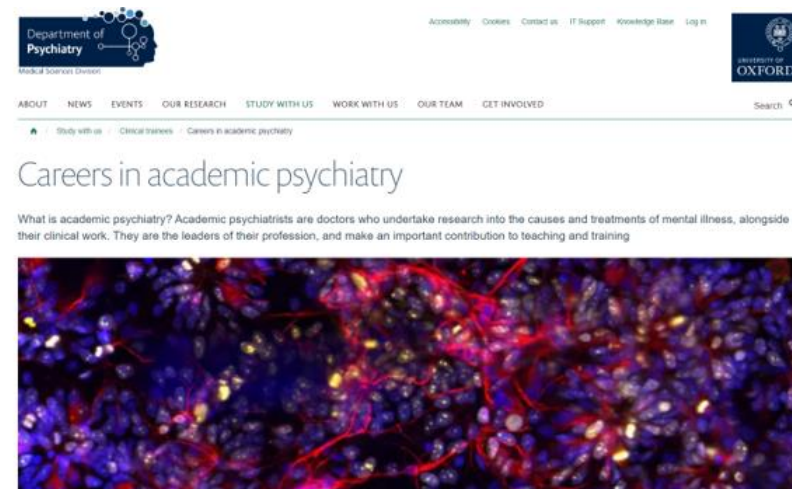 Department of
Psychiatry
Medical Sciences Division
Accessibility Cookies Contact us IT Support Knowledge Base Log in
UNIVERSITY OF
OXFORD
ABOUT NEWS EVENTS OUR RESEARCH STUDY WITH US WORK WITH US OUR TEAM GET INVOLVED
Search
Study with us / Clinical trainees / Careers in academic psychiatry
Careers in academic psychiatry
What is academic psychiatry? Academic psychiatrists are doctors who undertake research into the causes and treatments of mental illness, alongside
their clinical work. They are the leaders of their profession, and make an important contribution to teaching and training